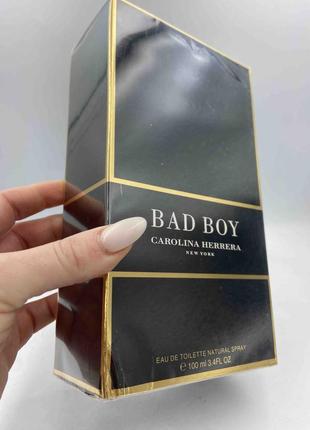 BAD BOY
CAROLINA HERRERA
NEW YORK
EAU DE TOILETTE NATURAL SPRAY
℮ 100 ml 3.4FL OZ